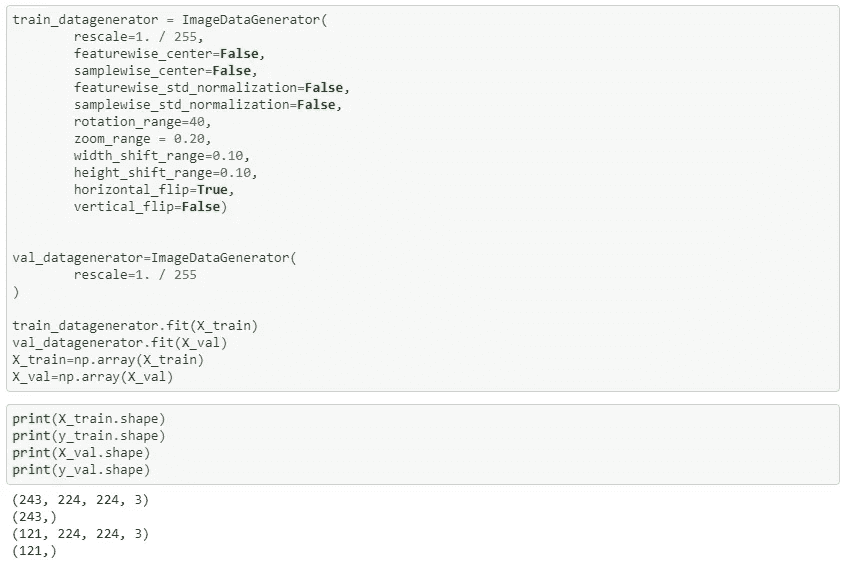 train_datagenerator = ImageDataGenerator(
        rescale=1. / 255,
        featurewise_center=False,
        samplewise_center=False,
        featurewise_std_normalization=False,
        samplewise_std_normalization=False,
        rotation_range=40,
        zoom_range = 0.20,
        width_shift_range=0.10,
        height_shift_range=0.10,
        horizontal_flip=True,
        vertical_flip=False)
val_datagenerator=ImageDataGenerator(
        rescale=1. / 255
)
train_datagenerator.fit(X_train)
val_datagenerator.fit(X_val)
X_train=np.array(X_train)
X_val=np.array(X_val)
print(X_train.shape)
print(y_train.shape)
print(X_val.shape)
print(y_val.shape)
(243, 224, 224, 3)
(243,)
(121, 224, 224, 3)
(121,)